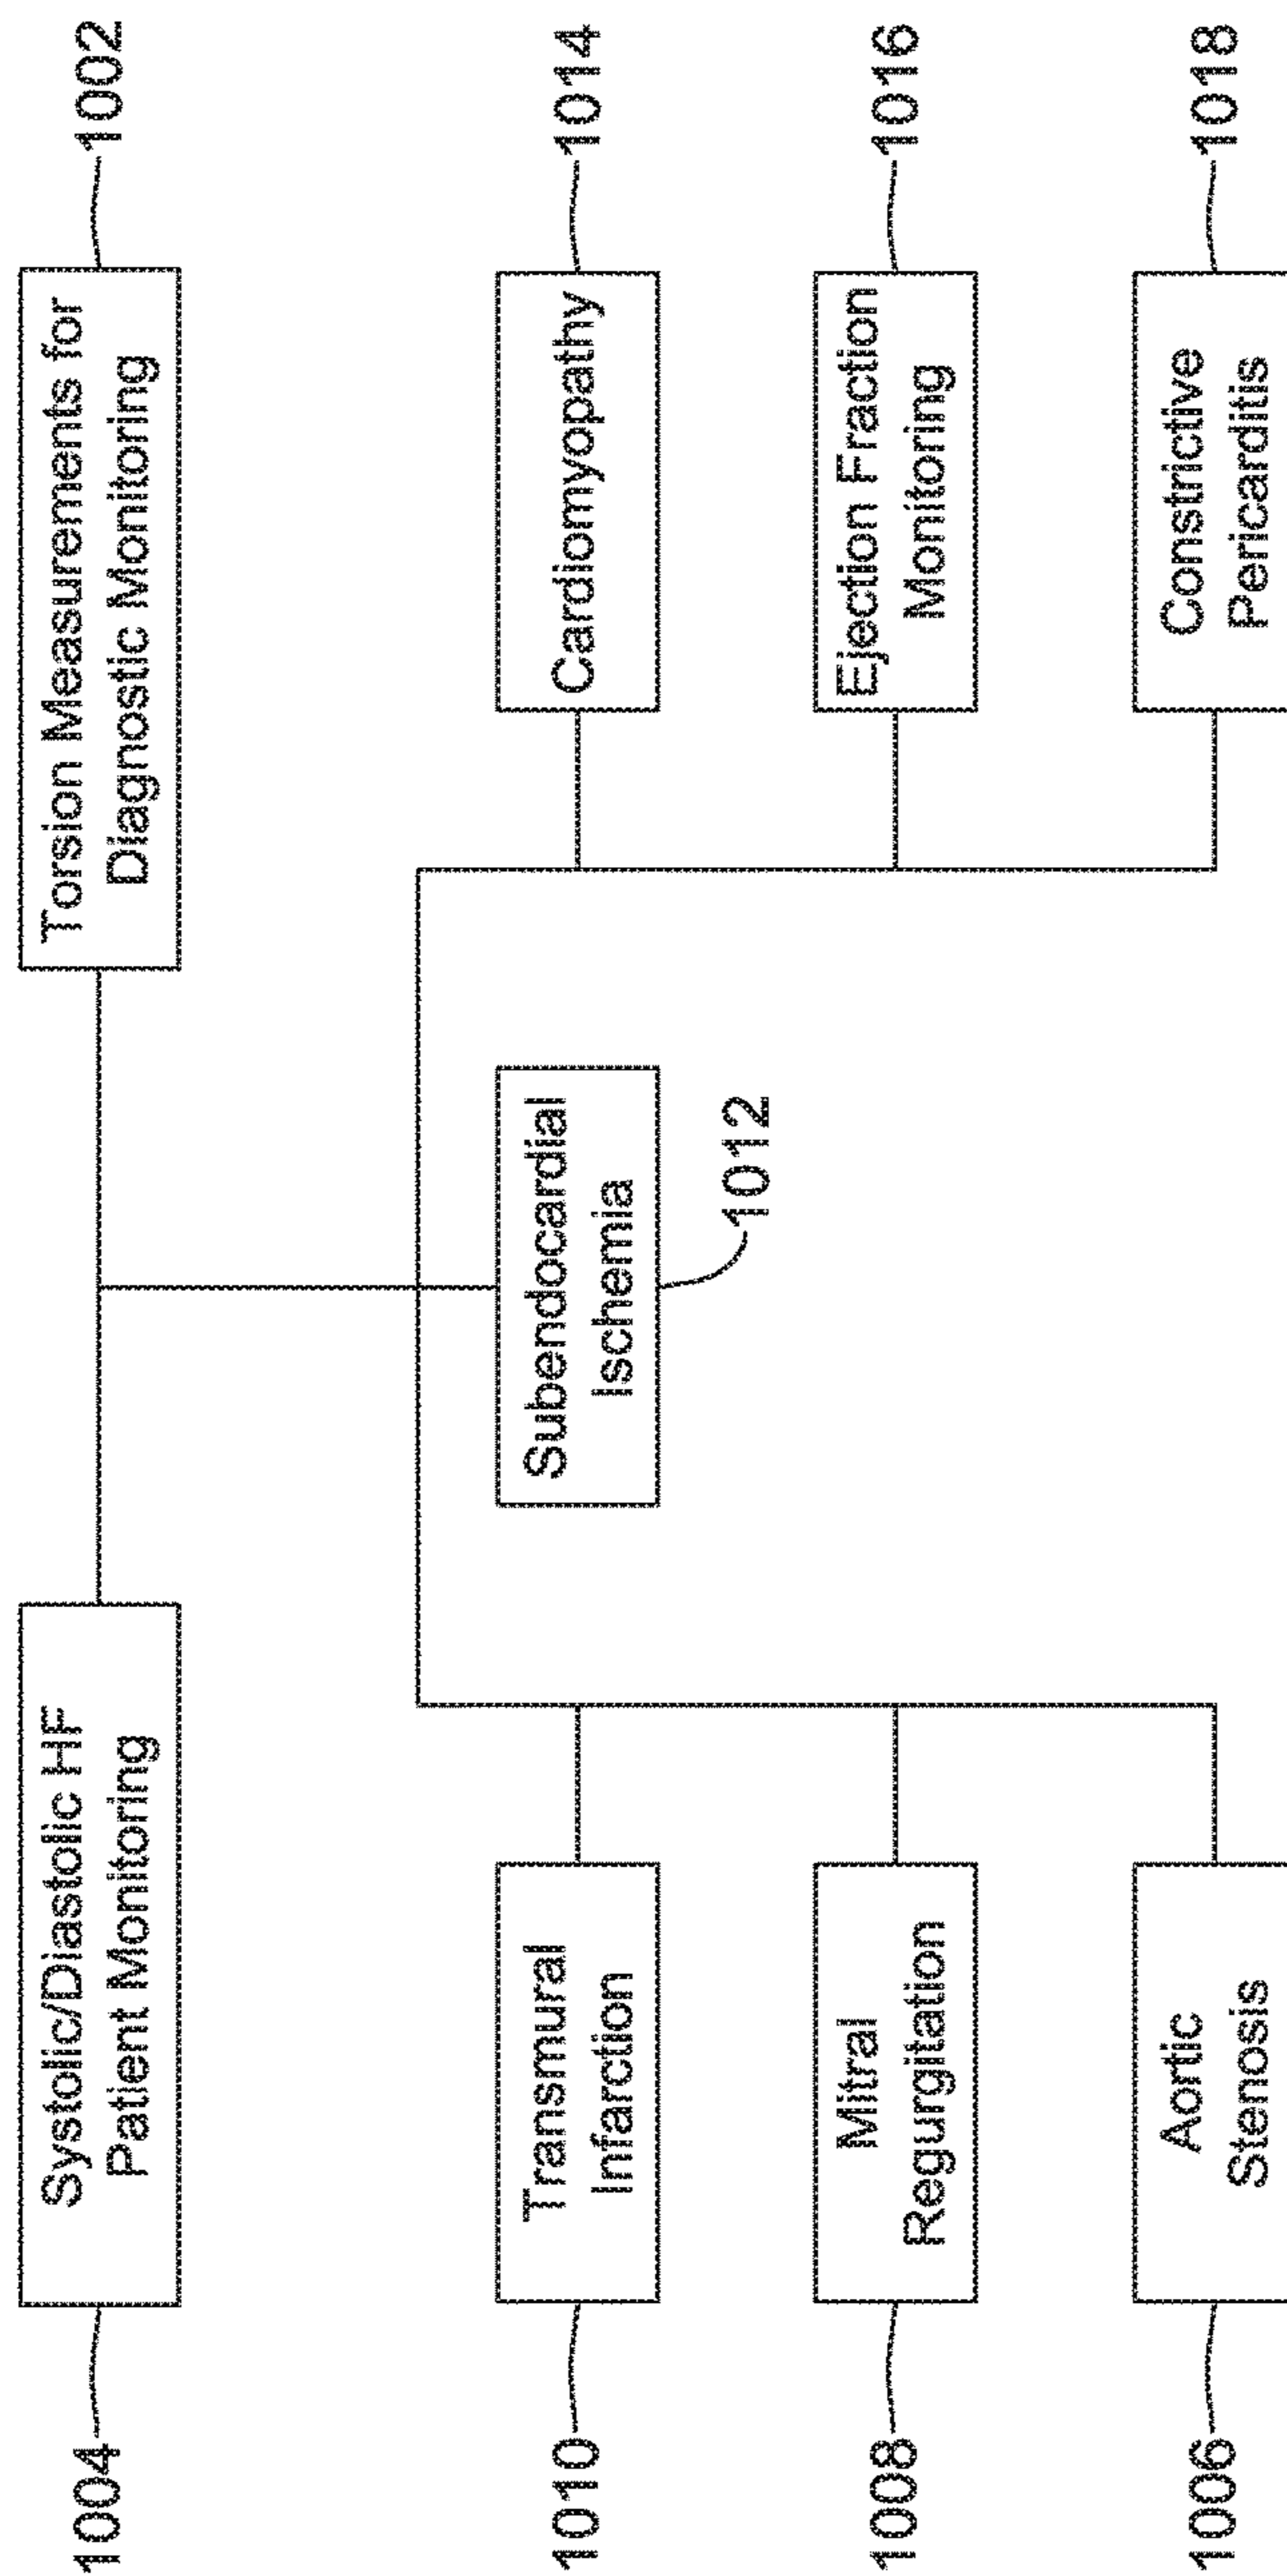 1004
Systolic/Diastolic HF
Patient Monitoring
Torsion Measurements for
Diagnostic Monitoring
1002
1010
Transmural
Infarction
Subendocardial
Ischemia
1012
Cardiomyopathy
1014
1008
Mitral
Regurgitation
Ejection Fraction
Monitoring
1016
1006
Aortic
Stenosis
Constrictive
Pericarditis
1018